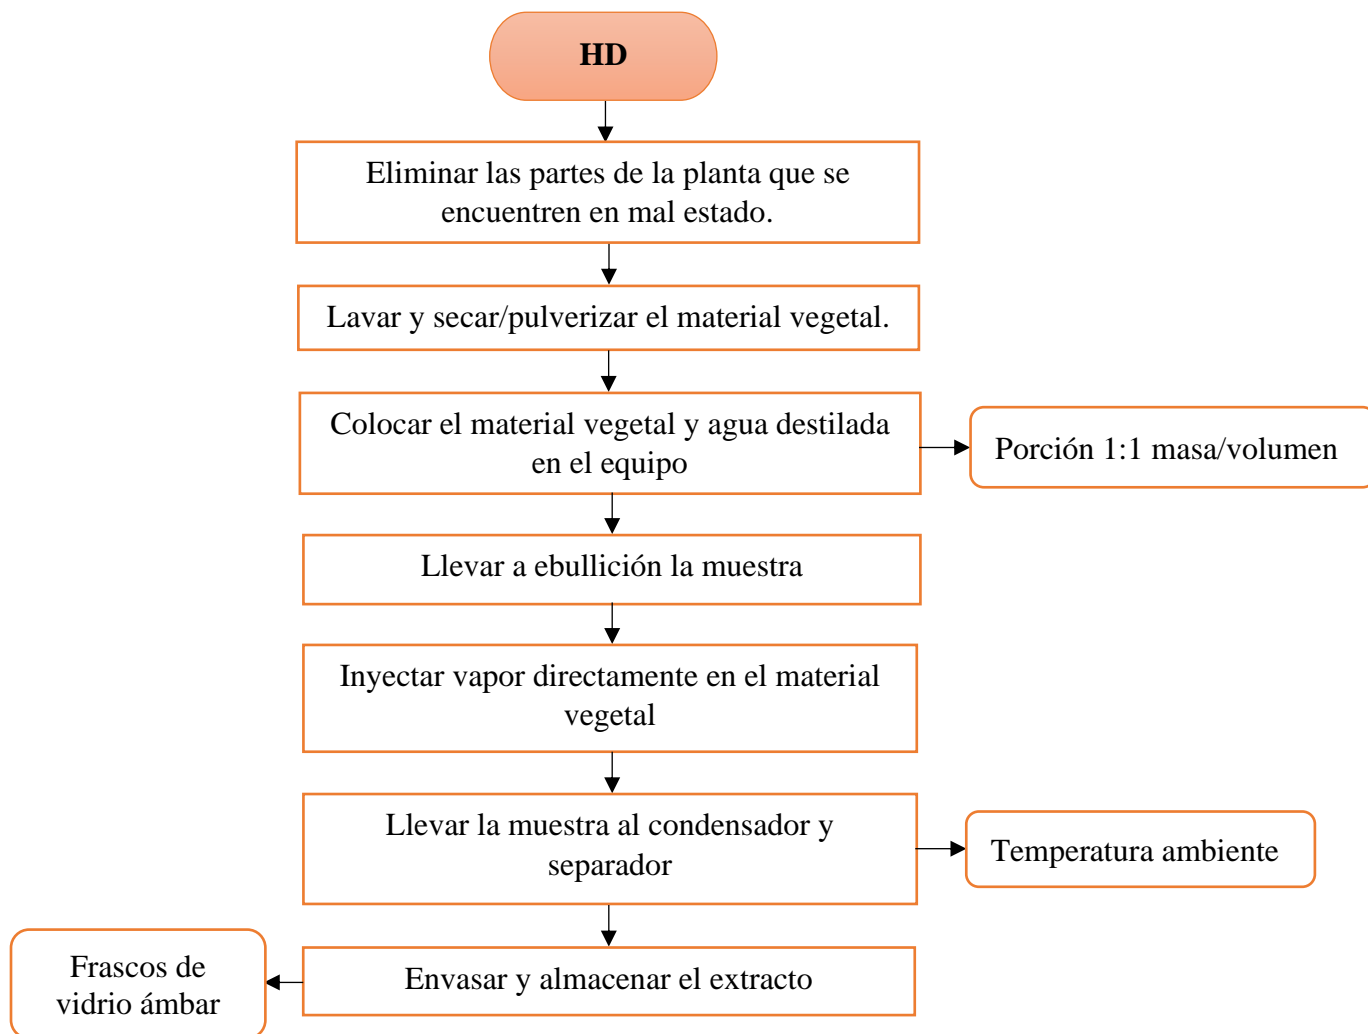 HD
Eliminar las partes de la planta que se
encuentren en mal estado.
Lavar y secar/pulverizar el material vegetal.
Colocar el material vegetal y agua destilada
en el equipo
Porción 1:1 masa/volumen
Llevar a ebullición la muestra
Inyectar vapor directamente en el material
vegetal
Llevar la muestra al condensador y
separador
Temperatura ambiente
Envasar y almacenar el extracto
Frascos de
vidrio ámbar